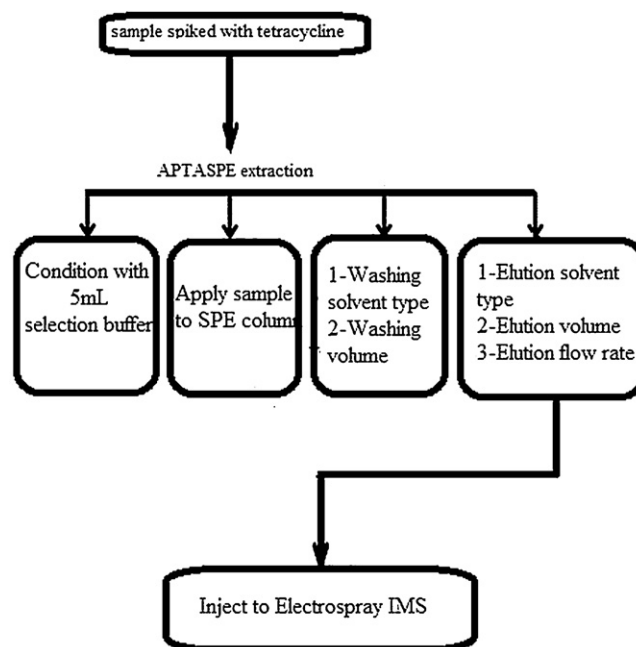 sample spiked with tetracycline
APTASPE extraction
Condition with
5mL
selection buffer
Apply sample
to SPE column
1-Washing
solvent type
2-Washing
volume
1-Elution solvent
type
2-Elution volume
3-Elution flow rate
Inject to Electrospray IMS